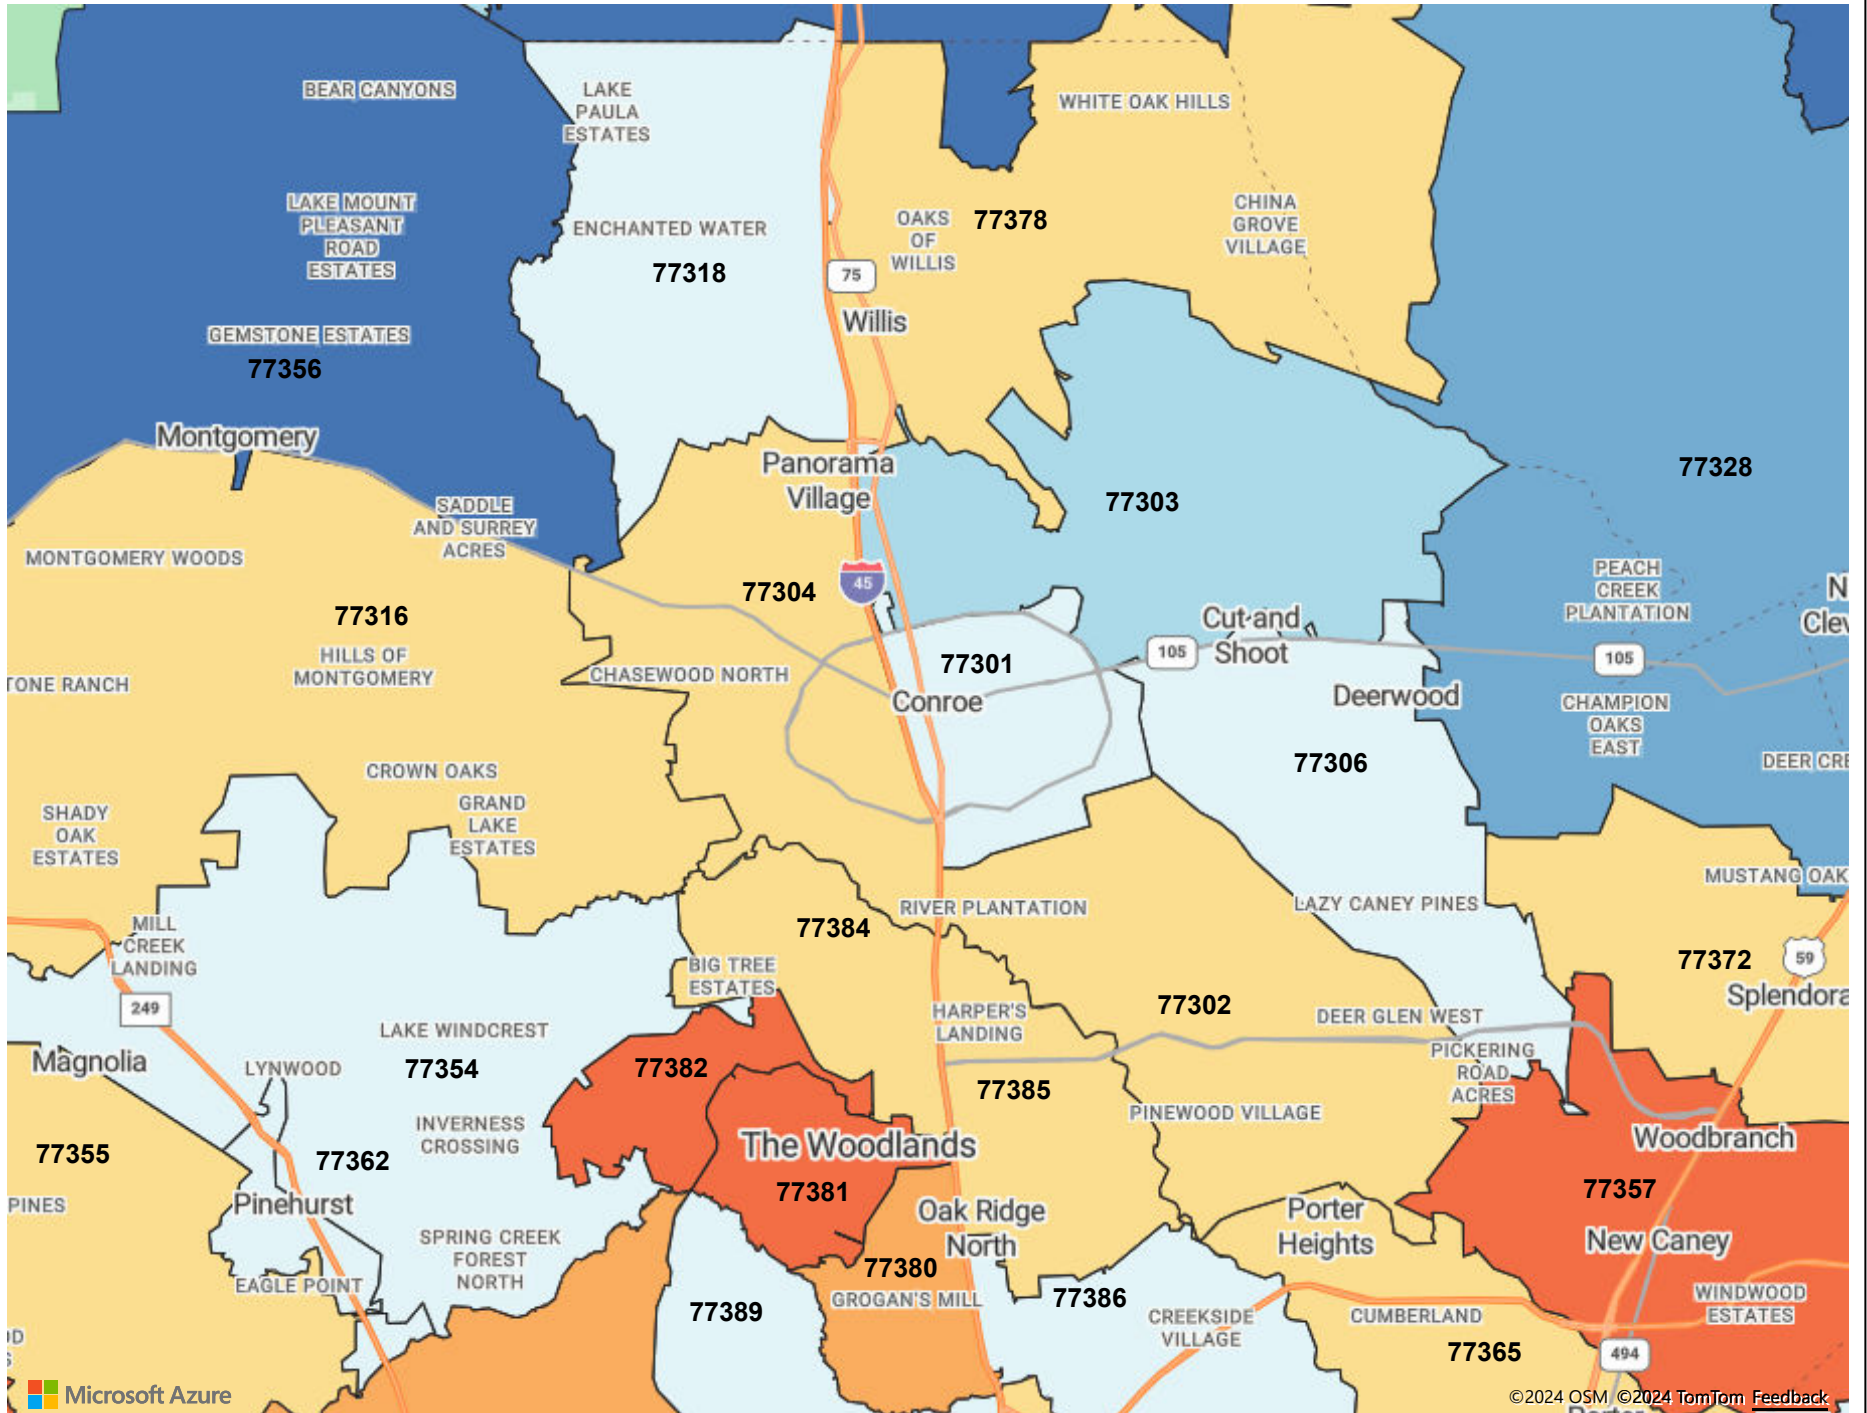 BEAR CANYONS
LAKE
PAULA
ESTATES
WHITE OAK HILLS
LAKE MOUNT
PLEASANT
ROAD
ESTATES
ENCHANTED WATER
77318
OAKS
OF
WILLIS
77378
CHINA
GROVE
VILLAGE
75
Willis
GEMSTONE ESTATES
77356
Montgomery
Panorama
Village
77303
77328
SADDLE
AND SURREY
ACRES
MONTGOMERY WOODS
77304
45
77316
HILLS OF
MONTGOMERY
TONE RANCH
CHASEWOOD NORTH
77301
Conroe
Cut and
Shoot
105
Deerwood
PEACH
CREEK
PLANTATION
N
Clev
105
CHAMPION
OAKS
EAST
DEER CRE
77306
CROWN OAKS
GRAND
LAKE
ESTATES
SHADY
OAK
ESTATES
MUSTANG OAK
LAZY CANEY PINES
RIVER PLANTATION
77384
MILL
CREEK
LANDING
249
BIG TREE
ESTATES
77372
59
Splendora
77302
HARPER'S
LANDING
DEER GLEN WEST
LAKE WINDCREST
77354
Magnolia
LYNWOOD
77382
77385
PICKERING
ROAD
ACRES
PINEWOOD VILLAGE
INVERNESS
CROSSING
The Woodlands
Woodbranch
77355
77362
77381
77357
PINES
Pinehurst
Oak Ridge
North
Porter
Heights
New Caney
SPRING CREEK
FOREST
NORTH
77380
GROGAN'S MILL
EAGLE POINT
77389
77386
CREEKSIDE
VILLAGE
CUMBERLAND
WINDWOOD
ESTATES
77365
494
OD
Microsoft Azure
©2024 OSM ©2024 TomTom Feedback